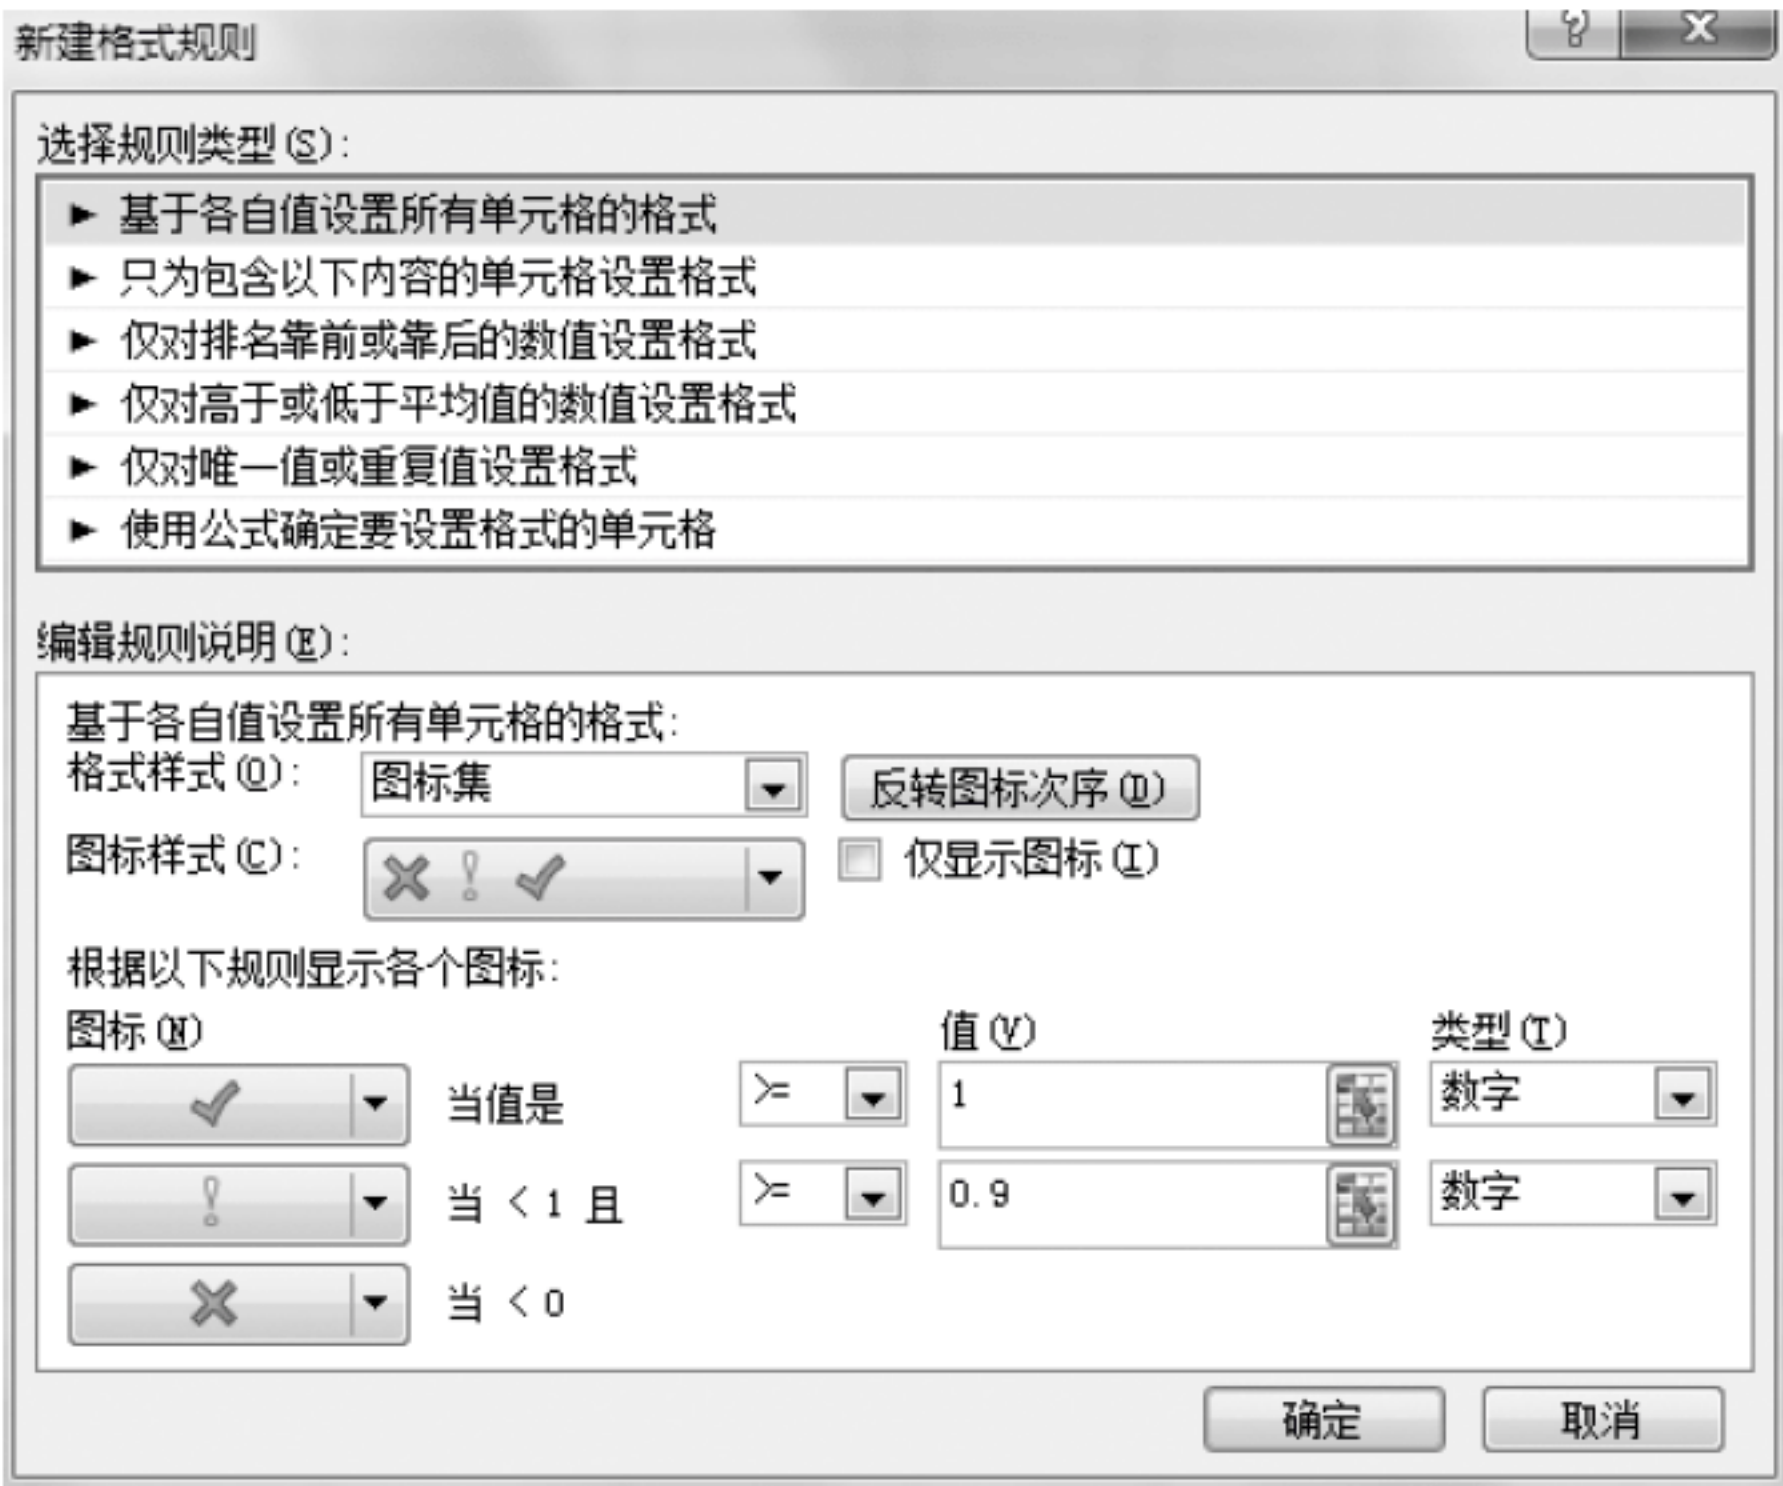 新建格式规则
选择规则类型(S):
► 基于各自值设置所有单元格的格式
► 只为包含以下内容的单元格设置格式
► 仅对排名靠前或靠后的数值设置格式
► 仅对高于或低于平均值的数值设置格式
► 仅对唯一值或重复值设置格式
► 使用公式确定要设置格式的单元格
编辑规则说明(E):
基于各自值设置所有单元格的格式:
格式样式(O): 图标集 反转图标次序(D)
图标样式(C): 仅显示图标(I)
根据以下规则显示各个图标:
图标(N) 值(V) 类型(T)
当值是 >= 1 数字
当 < 1 且 >= 0.9 数字
当 < 0
确定 取消